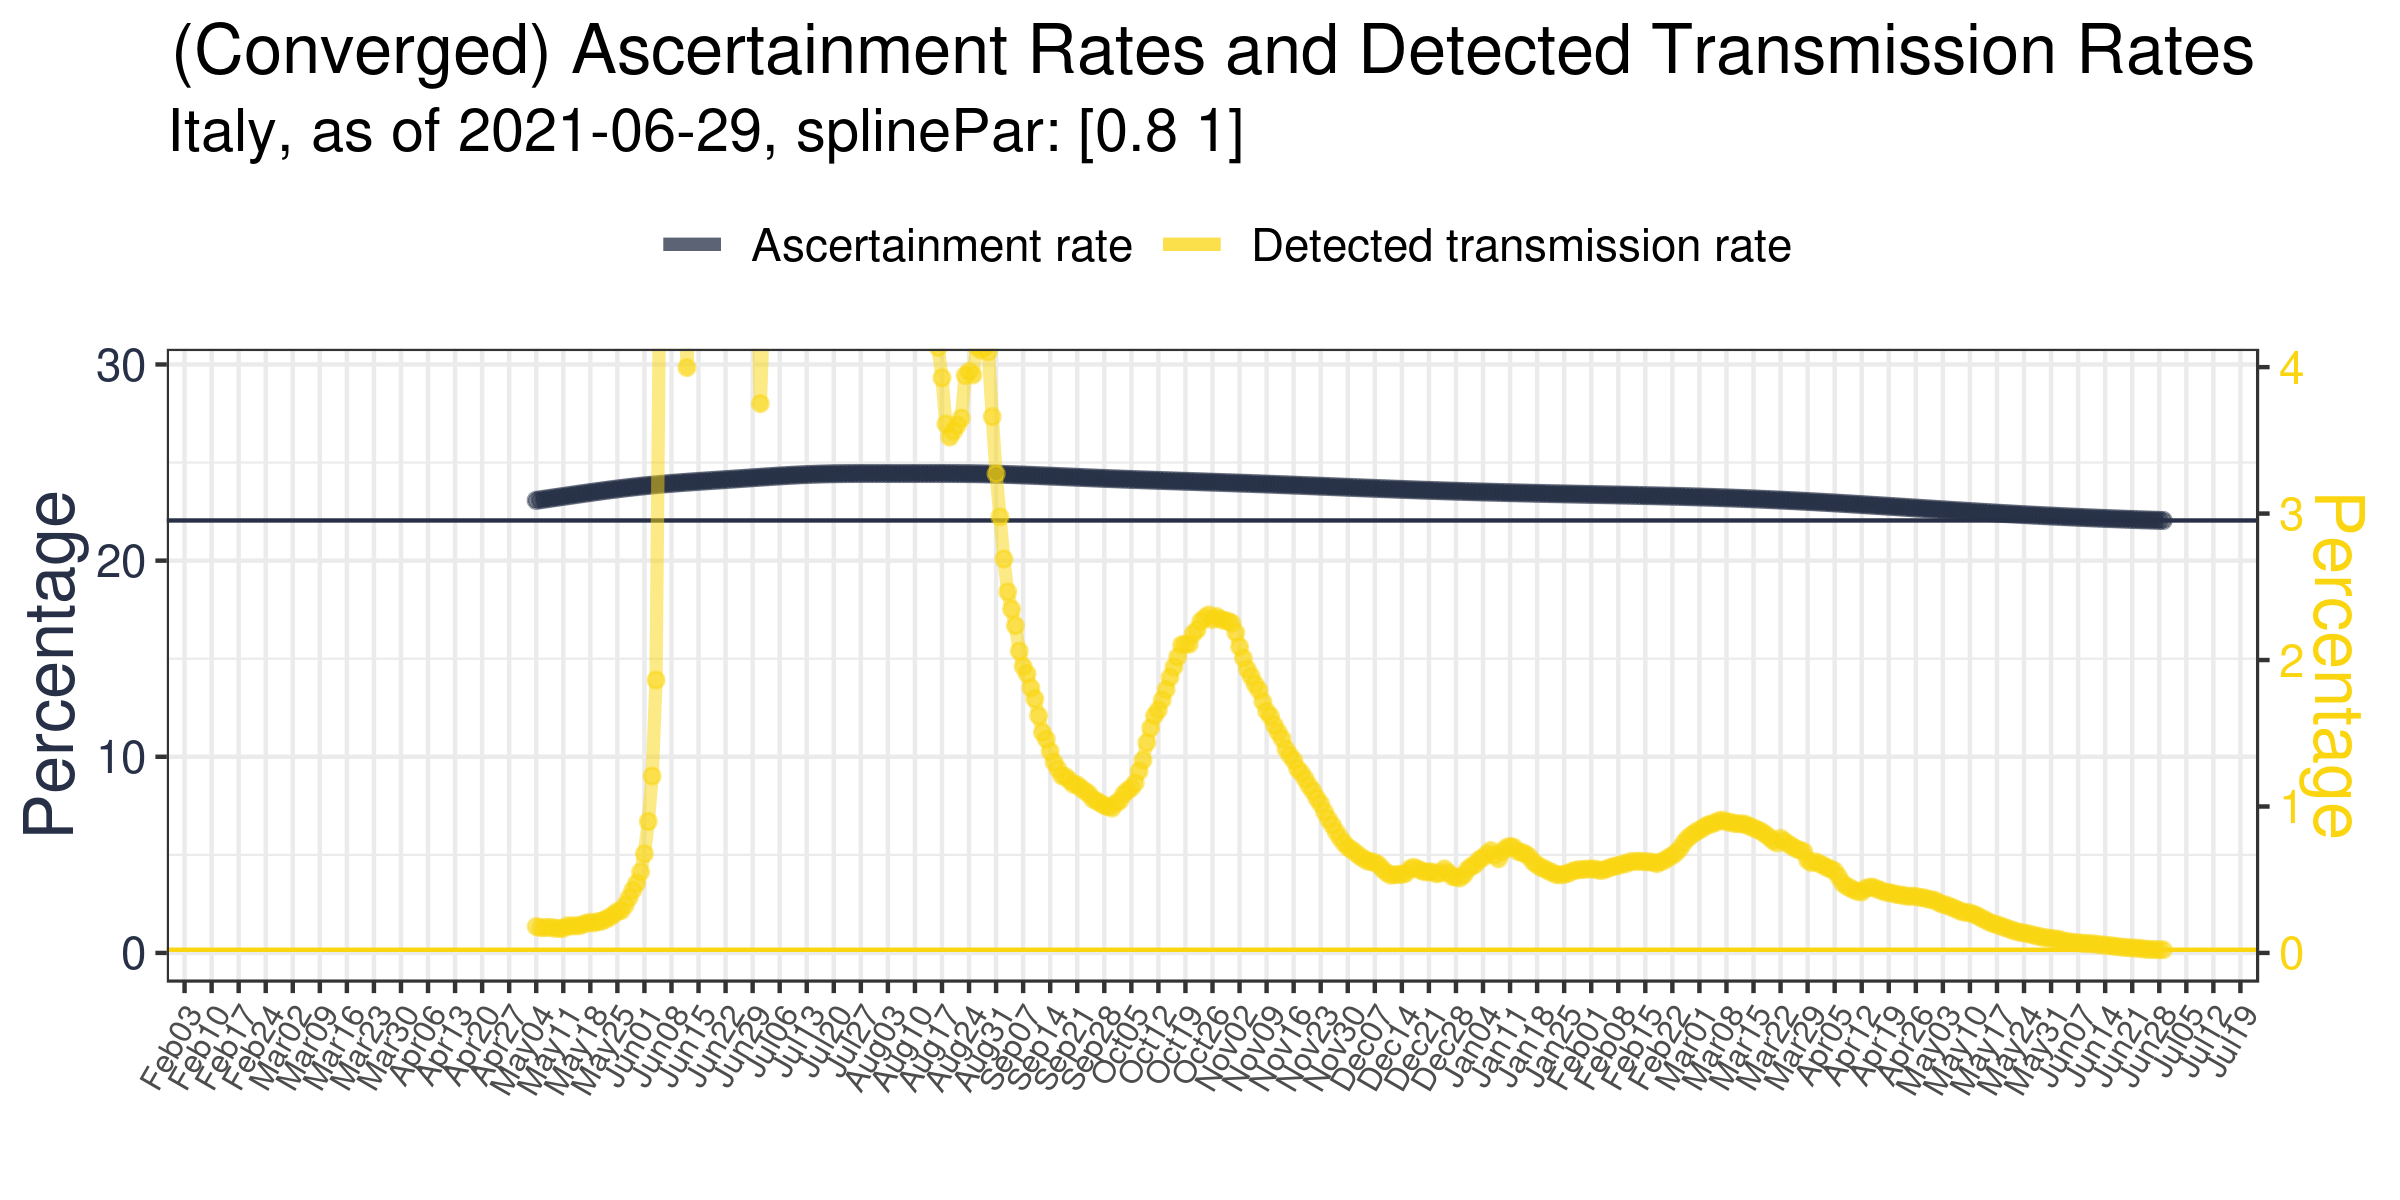 (Converged) Ascertainment Rates and Detected Transmission Rates
Italy, as of 2021-06-29, splinePar: [0.8 1]
Ascertainment rate
Detected transmission rate
Percentage
30
20
10
0
4
3
2
1
0
Percentage
Feb03
Feb10
Feb17
Feb24
Mar02
Mar09
Mar16
Mar23
Mar30
Apr06
Apr13
Apr20
Apr27
May04
May11
May18
May25
Jun01
Jun08
Jun15
Jun22
Jun29
Jul06
Jul13
Jul20
Jul27
Aug03
Aug10
Aug17
Aug24
Aug31
Sep07
Sep14
Sep21
Sep28
Oct05
Oct12
Oct19
Oct26
Nov02
Nov09
Nov16
Nov23
Nov30
Dec07
Dec14
Dec21
Dec28
Jan04
Jan11
Jan18
Jan25
Feb01
Feb08
Feb15
Feb22
Mar01
Mar08
Mar15
Mar22
Mar29
Apr05
Apr12
Apr19
Apr26
May03
May10
May17
May24
May31
Jun07
Jun14
Jun21
Jun28
Jul05
Jul12
Jul19